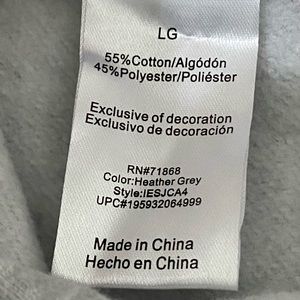 LG
55%Cotton/Algodón
45%Polyester/Poliéster
Exclusive of decoration
Exclusivo de decoración
RN#71868
Color:Heather Grey
Style:IESJCA4
UPC#195932064999
Made in China
Hecho en China